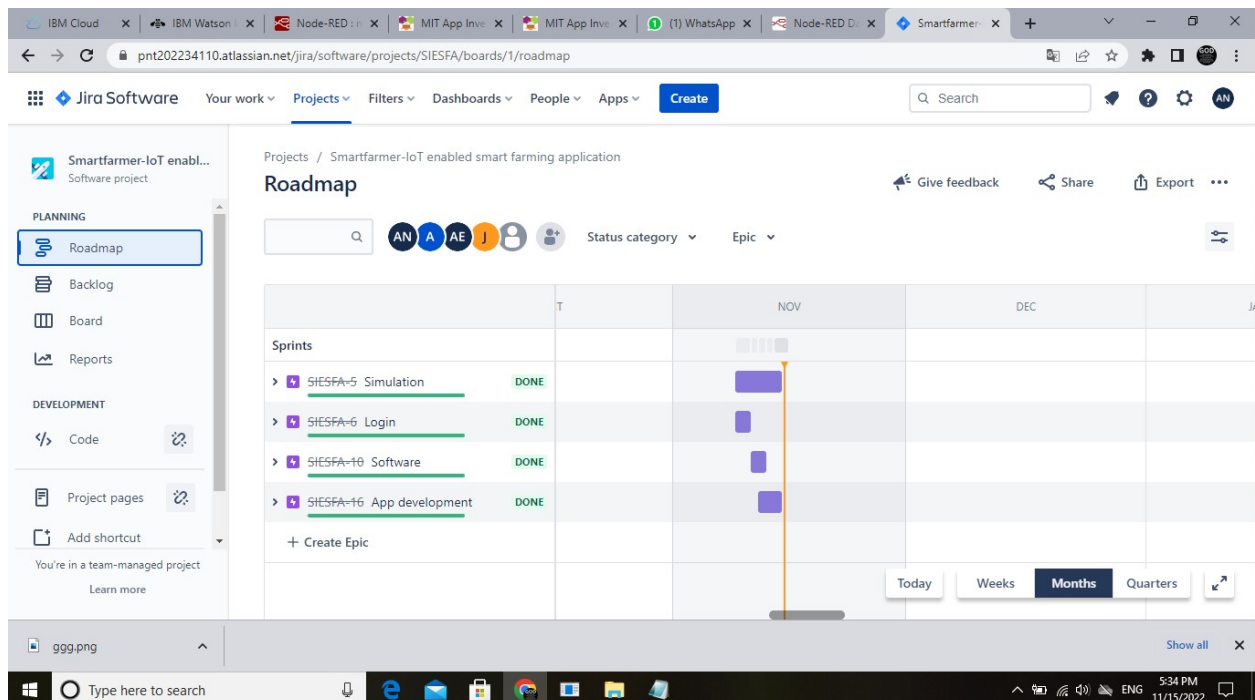 IBM Cloud
IBM Watson
Node-RED : n
MIT App Inve
MIT App Inve
(1) WhatsApp
Node-RED Da
Smartfarmer-
pnt202234110.atlassian.net/jira/software/projects/SIESFA/boards/1/roadmap
Jira Software Your work Projects Filters Dashboards People Apps Create Search AN
Smartfarmer-IoT enabl...
Software project
PLANNING
Roadmap
Backlog
Board
Reports
DEVELOPMENT
Code
Project pages
Add shortcut
You're in a team-managed project
Learn more
Projects / Smartfarmer-IoT enabled smart farming application
Roadmap
Give feedback Share Export
AN A AE J Status category Epic
T NOV DEC JA
Sprints
SIESFA-5 Simulation DONE
SIESFA-6 Login DONE
SIESFA-10 Software DONE
SIESFA-16 App development DONE
+ Create Epic
Today Weeks Months Quarters
ggg.png Show all
Type here to search ENG 5:34 PM
11/15/2022